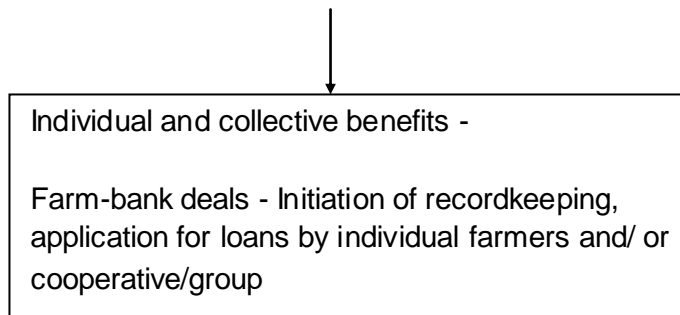 Individual and collective benefits -
Farm-bank deals - Initiation of recordkeeping,
application for loans by individual farmers and/ or
cooperative/group